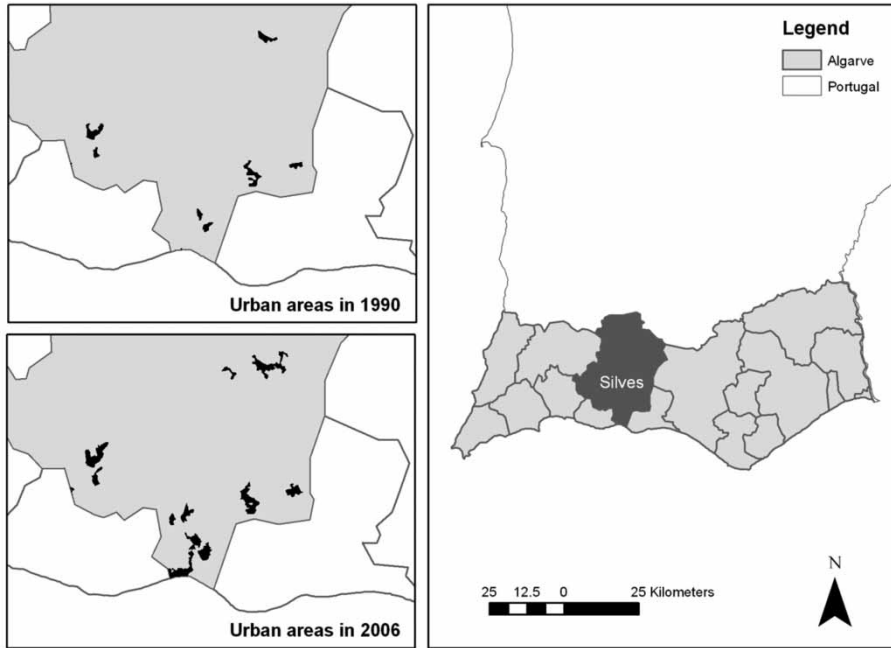 Urban areas in 1990
Urban areas in 2006
Legend
Algarve
Portugal
Silves
25 12.5 0 25 Kilometers
N